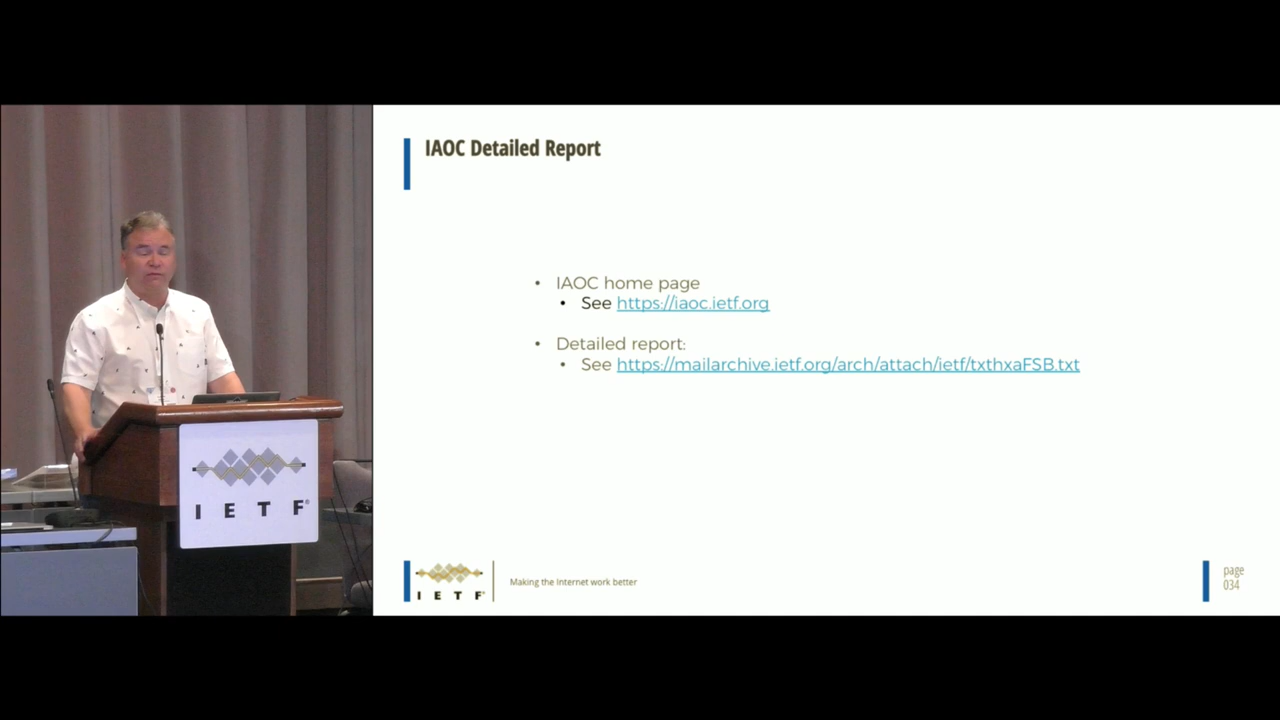 IAOC Detailed Report
• IAOC home page
• See https://iaoc.ietf.org
• Detailed report:
• See https://mailarchive.ietf.org/arch/attach/ietf/txthxaFSB.txt
IETF®
IETF®
Making the Internet work better
page
034